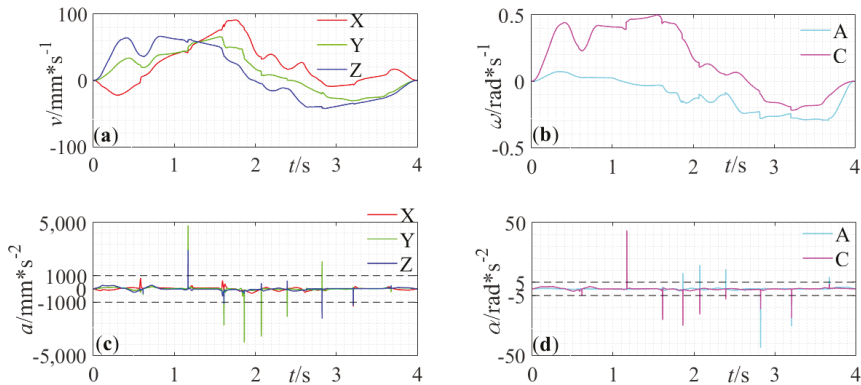 100
X
Y
Z
0
-100
v/mm*s⁻¹
(a)
0
1
2
t/s
3
4
0.5
A
C
0
-0.5
ω/rad*s⁻¹
(b)
0
1
2
t/s
3
4
5,000
X
Y
Z
1000
0
-1000
-5,000
a/mm*s⁻²
(c)
0
1
2
t/s
3
4
50
A
C
5
-5
-50
α/rad*s⁻²
(d)
0
1
2
t/s
3
4